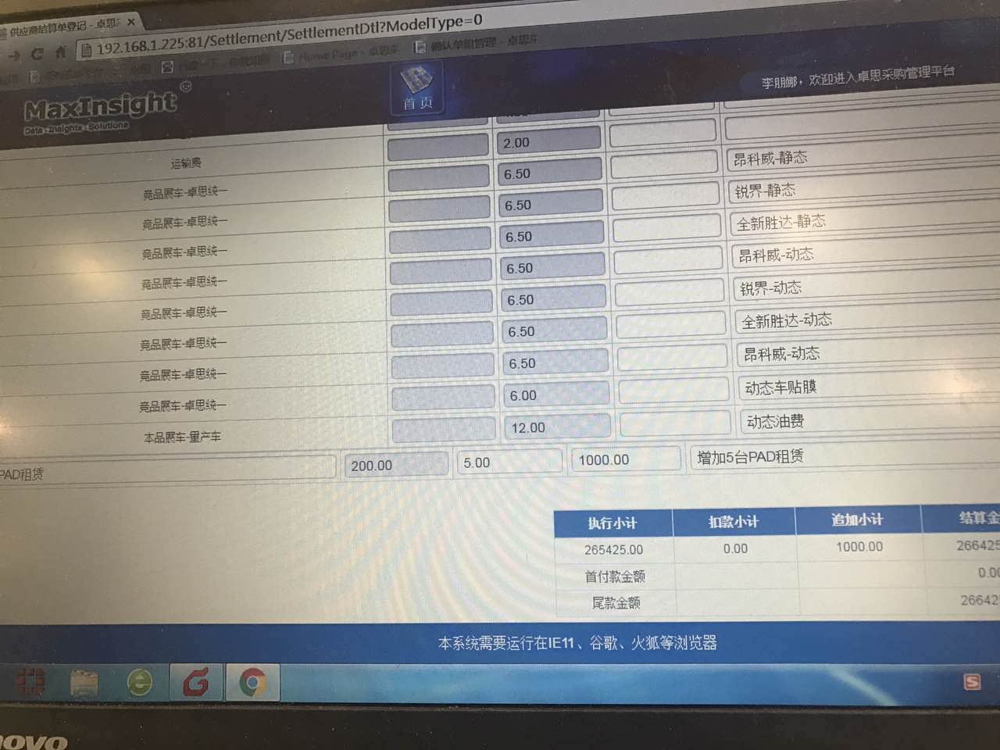 供应商结算单登记 - 卓思
192.168.1.225:81/Settlement/SettlementDtl?ModelType=0
Home Page - 卓思来
确认单组管理 - 卓思来
MaxInsight
Data · Insights · Solutions
首页
李朋娜，欢迎进入卓思采购管理平台
2.00
运输费 6.50 昂科威-静态
竟品展车-卓思统一 6.50 锐界-静态
竟品展车-卓思统一 6.50 全新胜达-静态
竟品展车-卓思统一 6.50 昂科威-动态
竟品展车-卓思统一 6.50 锐界-动态
竟品展车-卓思统一 6.50 全新胜达-动态
竟品展车-卓思统一 6.50 昂科威-动态
竟品展车-卓思统一 6.00 动态车贴膜
竟品展车-卓思统一 12.00 动态油费
本品展车-量产车
PAD租赁 200.00 5.00 1000.00 增加5台PAD租赁
执行小计 扣款小计 追加小计 结算金
265425.00 0.00 1000.00 266425
首付款金额 0.00
尾款金额 26642
本系统需要运行在IE11、谷歌、火狐等浏览器
novo